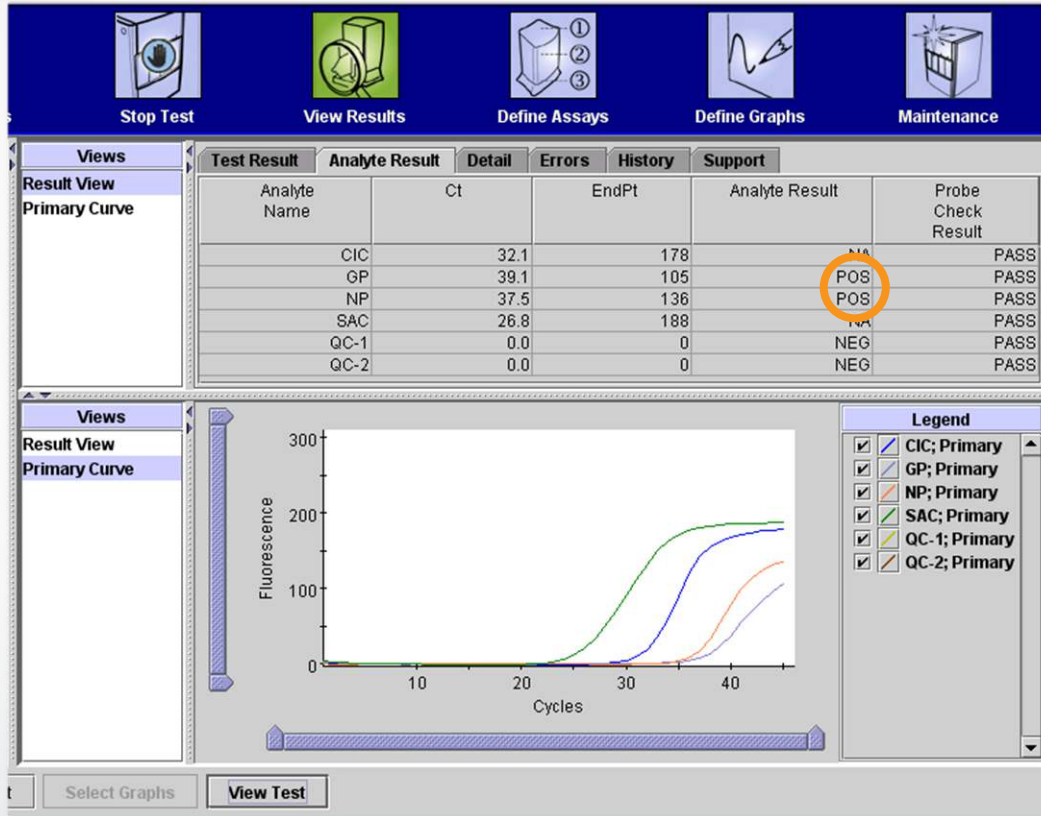 ①
②
③
s
Stop Test
View Results
Define Assays
Define Graphs
Maintenance
Views
Result View
Primary Curve
Test Result Analyte Result Detail Errors History Support
Analyte Name Ct EndPt Analyte Result Probe Check Result
CIC 32.1 178 NA PASS
GP 39.1 105 POS PASS
NP 37.5 136 POS PASS
SAC 26.8 188 NA PASS
QC-1 0.0 0 NEG PASS
QC-2 0.0 0 NEG PASS
Views
Result View
Primary Curve
300
200
100
0
Fluorescence
10 20 30 40
Cycles
Legend
CIC; Primary
GP; Primary
NP; Primary
SAC; Primary
QC-1; Primary
QC-2; Primary
t
Select Graphs
View Test